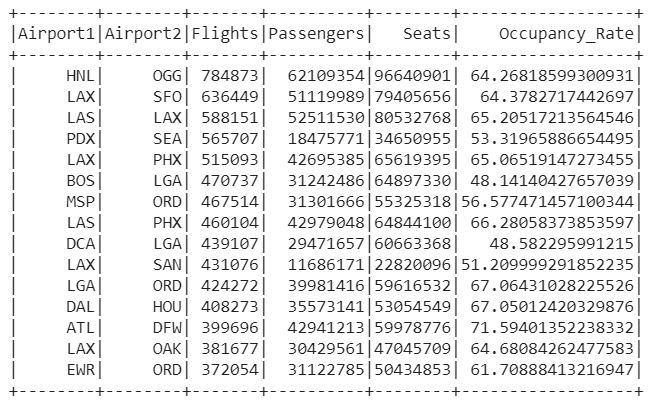 +--------+--------+-------+----------+--------+------------------+
|Airport1|Airport2|Flights|Passengers|   Seats|    Occupancy_Rate|
+--------+--------+-------+----------+--------+------------------+
|     HNL|     OGG| 784873|  62109354|96640901| 64.26818599300931|
|     LAX|     SFO| 636449|  51119989|79405656|  64.3782717442697|
|     LAS|     LAX| 588151|  52511530|80532768| 65.20517213564546|
|     PDX|     SEA| 565707|  18475771|34650955| 53.31965886654495|
|     LAX|     PHX| 515093|  42695385|65619395| 65.06519147273455|
|     BOS|     LGA| 470737|  31242486|64897330| 48.14140427657039|
|     MSP|     ORD| 467514|  31301666|55325318|56.577471457100344|
|     LAS|     PHX| 460104|  42979048|64844100| 66.28058373853597|
|     DCA|     LGA| 439107|  29471657|60663368|   48.582295991215|
|     LAX|     SAN| 431076|  11686171|22820096|51.209999291852235|
|     LGA|     ORD| 424272|  39981416|59616532| 67.06431028225526|
|     DAL|     HOU| 408273|  35573141|53054549| 67.05012420329876|
|     ATL|     DFW| 399696|  42941213|59978776| 71.59401352238332|
|     LAX|     OAK| 381677|  30429561|47045709| 64.68084262477583|
|     EWR|     ORD| 372054|  31122785|50434853| 61.70888413216947|
+--------+--------+-------+----------+--------+------------------+